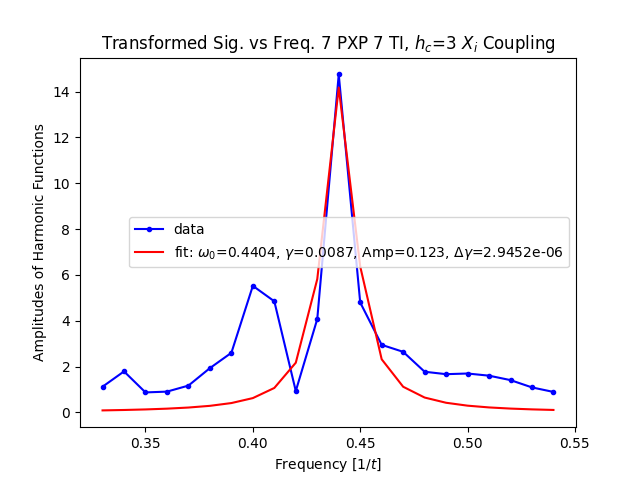 Transformed Sig. vs Freq. 7 PXP 7 TI, $h_c$=3 $X_i$ Coupling
Amplitudes of Harmonic Functions
14
12
10
8
6
4
2
0
data
fit: $\omega_0$=0.4404, $\gamma$=0.0087, Amp=0.123, $\Delta\gamma$=2.9452e-06
0.35
0.40
0.45
0.50
0.55
Frequency [1/$t$]